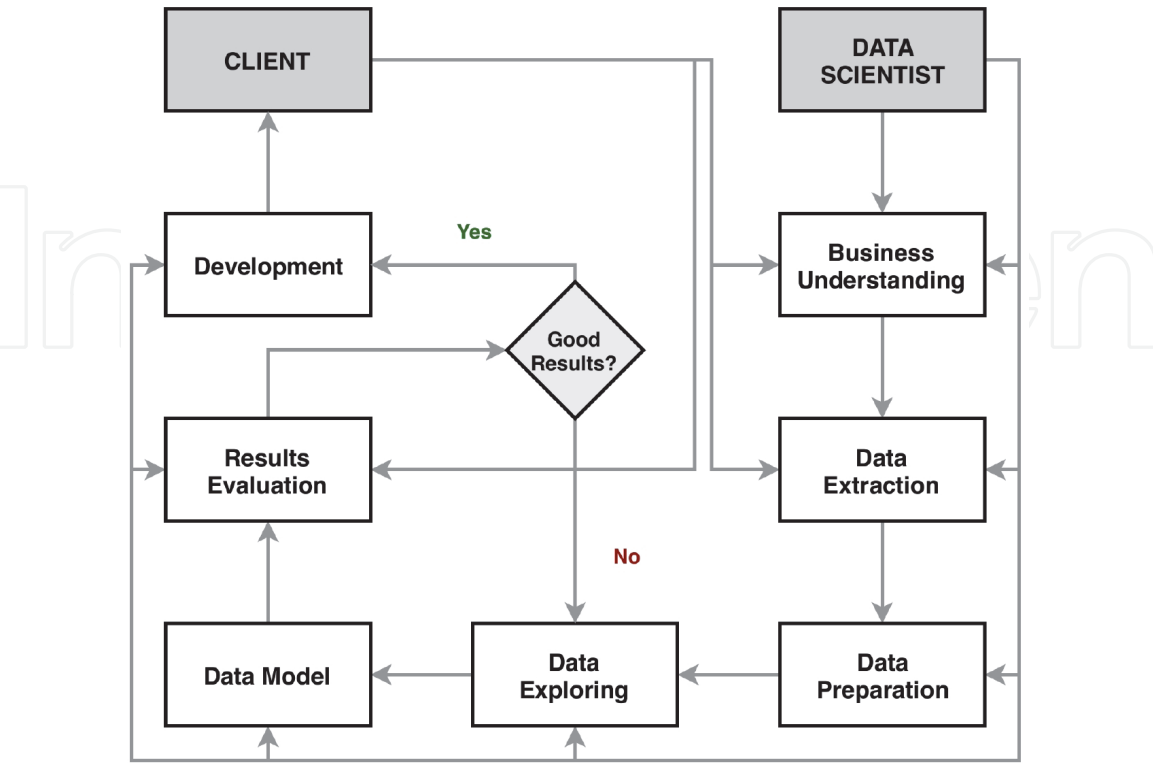 CLIENT
DATA
SCIENTIST
Development
Yes
Business
Understanding
Good
Results?
Results
Evaluation
Data
Extraction
No
Data Model
Data
Exploring
Data
Preparation